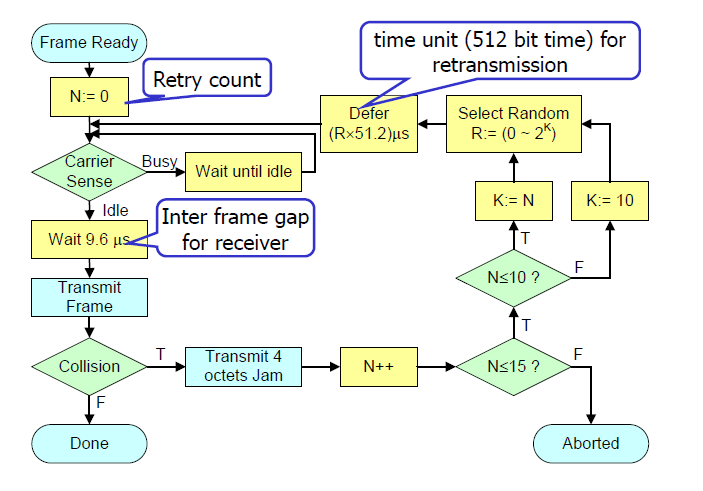 Frame Ready
time unit (512 bit time) for
retransmission
Retry count
N:= 0
Defer
(R×51.2)µs
Select Random
R:= (0 ~ 2^K)
Carrier
Sense
Busy
Wait until idle
Idle
K:= N
K:= 10
Inter frame gap
for receiver
Wait 9.6 µs
T
N≤10 ?
F
Transmit
Frame
T
Collision
T
Transmit 4
octets Jam
N++
N≤15 ?
F
F
Done
Aborted